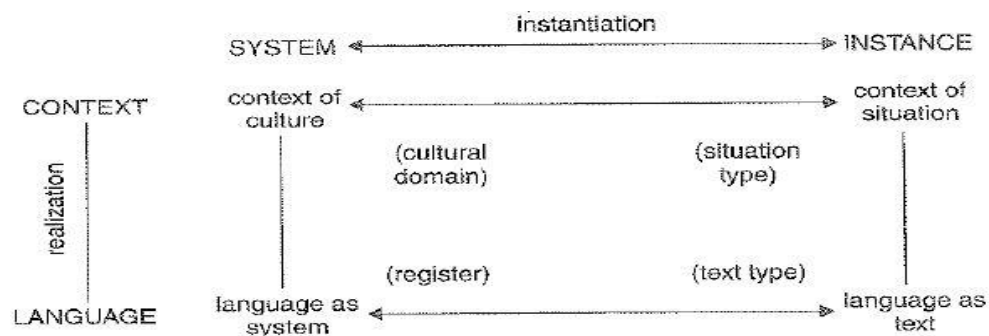 instantiation
SYSTEM
INSTANCE
CONTEXT
context of
culture
context of
situation
(cultural
domain)
(situation
type)
realization
(register)
(text type)
LANGUAGE
language as
system
language as
text